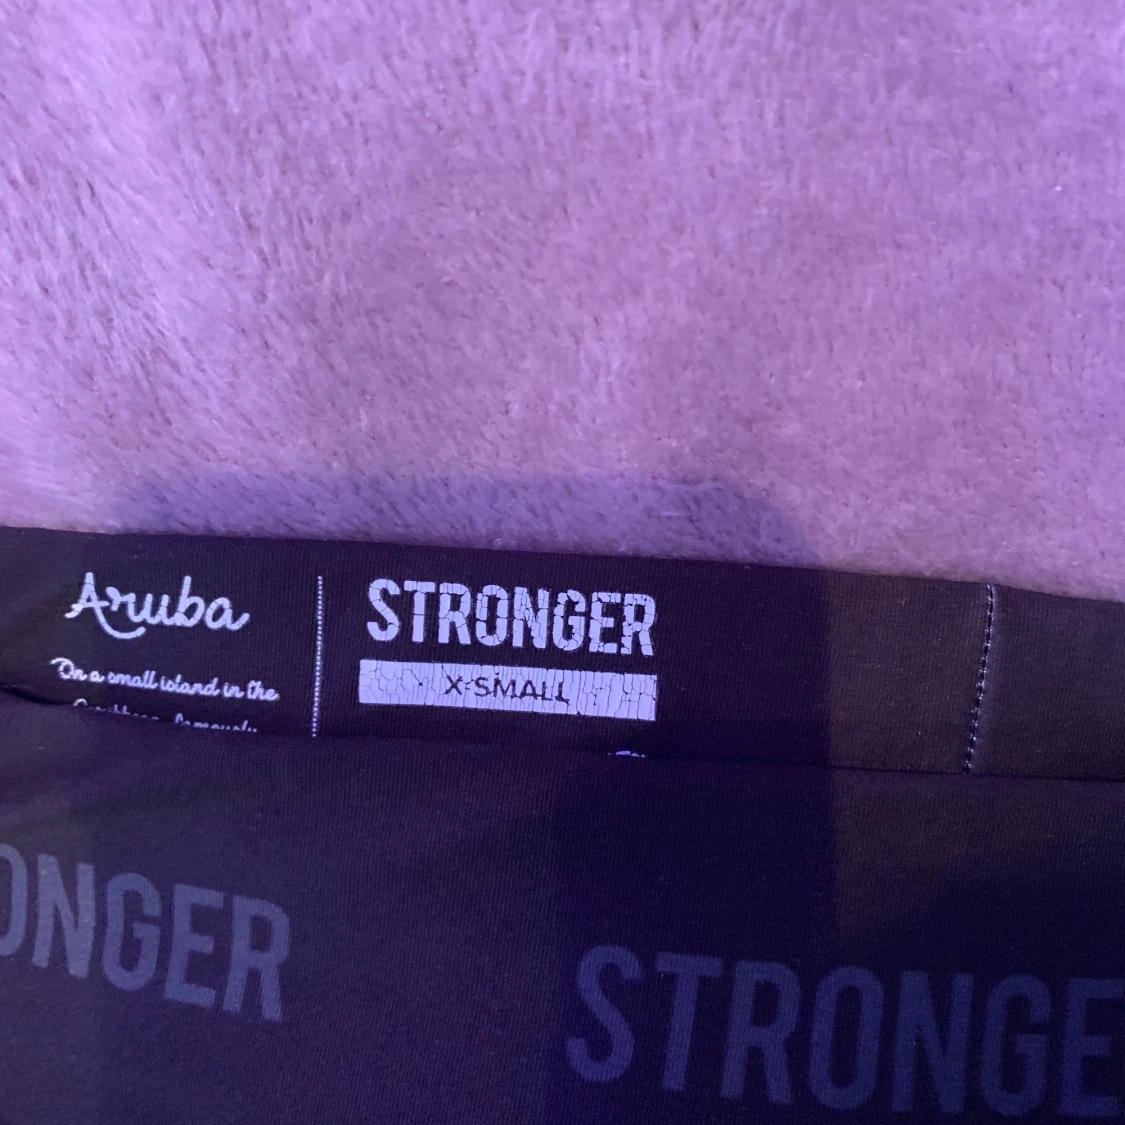 Aruba
On a small island in the
STRONGER
X-SMALL
ONGER
STRONGE